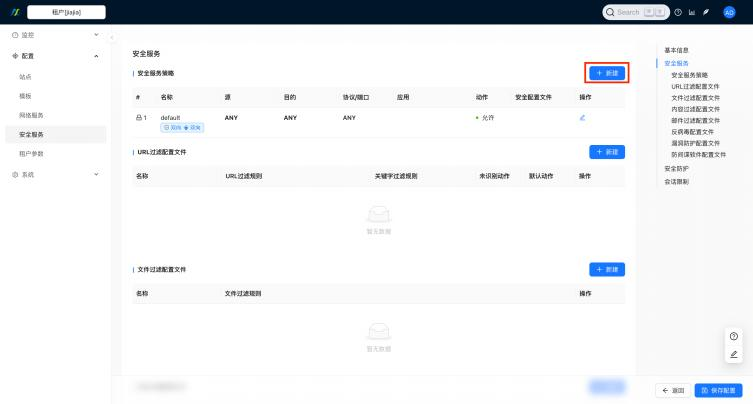 租户[jiajia]
Search
AD
监控
配置
站点
模板
网络服务
安全服务
租户参数
系统
安全服务
安全服务策略
+ 新建
# 名称 源 目的 协议/端口 应用 动作 安全配置文件 操作
1 default ANY ANY ANY 允许
双向 双向
URL过滤配置文件
+ 新建
名称 URL过滤规则 关键字过滤规则 未识别动作 默认动作 操作
暂无数据
文件过滤配置文件
+ 新建
名称 文件过滤规则 操作
暂无数据
基本信息
安全服务
安全服务策略
URL过滤配置文件
文件过滤配置文件
内容过滤配置文件
邮件过滤配置文件
反病毒配置文件
漏洞防护配置文件
防间谍软件配置文件
安全防护
会话限制
返回
保存配置